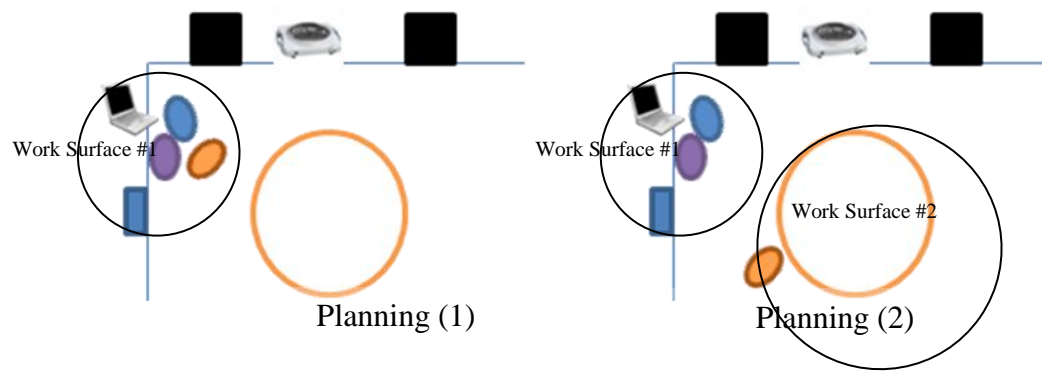 Work Surface #1
Planning (1)
Work Surface #1
Work Surface #2
Planning (2)